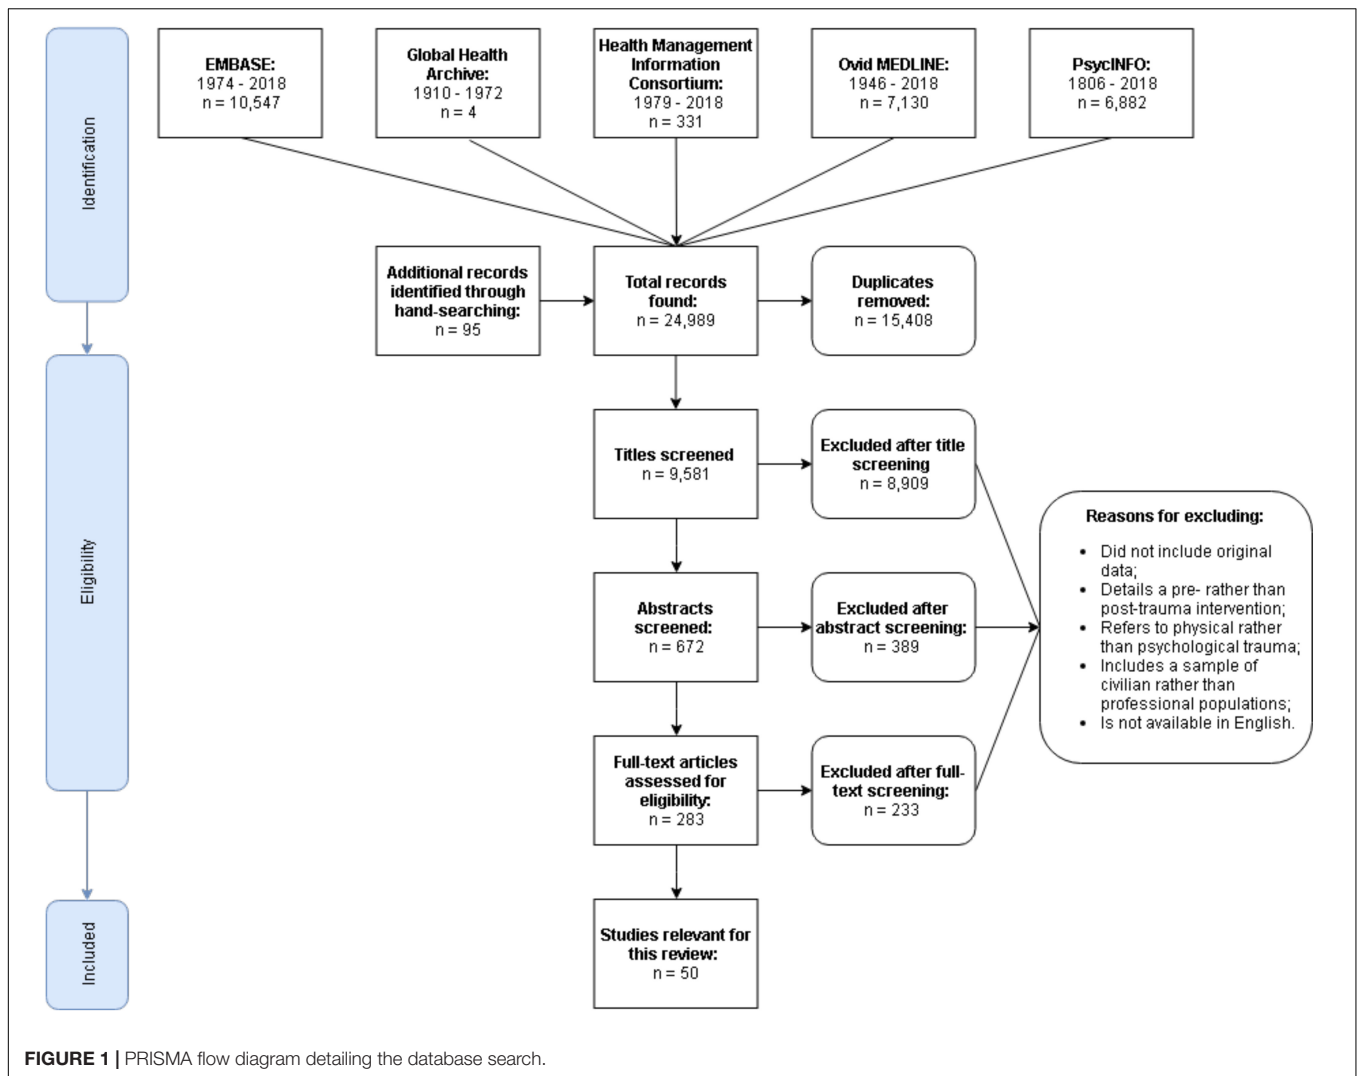 Identification
EMBASE:
1974 - 2018
n = 10,547
Global Health
Archive:
1910 - 1972
n = 4
Health Management
Information
Consortium:
1979 - 2018
n = 331
Ovid MEDLINE:
1946 - 2018
n = 7,130
PsycINFO:
1806 - 2018
n = 6,882
Additional records
identified through
hand-searching:
n = 95
Total records
found:
n = 24,989
Duplicates
removed:
n = 15,408
Eligibility
Titles screened
n = 9,581
Excluded after title
screening
n = 8,909
Abstracts
screened:
n = 672
Excluded after
abstract screening:
n = 389
Full-text articles
assessed for
eligibility:
n = 283
Excluded after full-
text screening:
n = 233
Reasons for excluding:
• Did not include original
data;
• Details a pre- rather than
post-trauma intervention;
• Refers to physical rather
than psychological trauma;
• Includes a sample of
civilian rather than
professional populations;
• Is not available in English.
Included
Studies relevant for
this review:
n = 50
FIGURE 1 | PRISMA flow diagram detailing the database search.